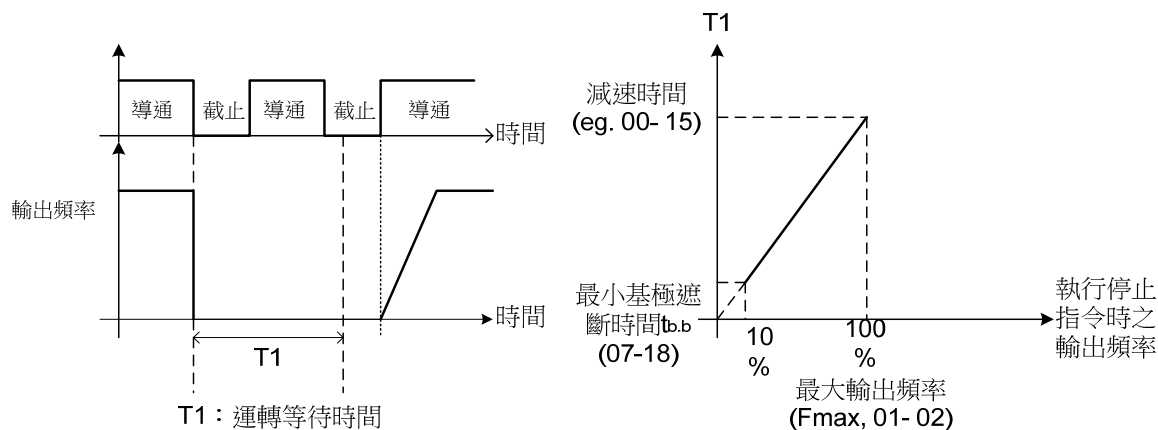 導通
截止
導通
截止
導通
時間
輸出頻率
時間
T1
T1：運轉等待時間
T1
減速時間
(eg. 00- 15)
最小基極遮
斷時間tb.b
(07-18)
10
%
100
%
最大輸出頻率
(Fmax, 01- 02)
執行停止
指令時之
輸出頻率